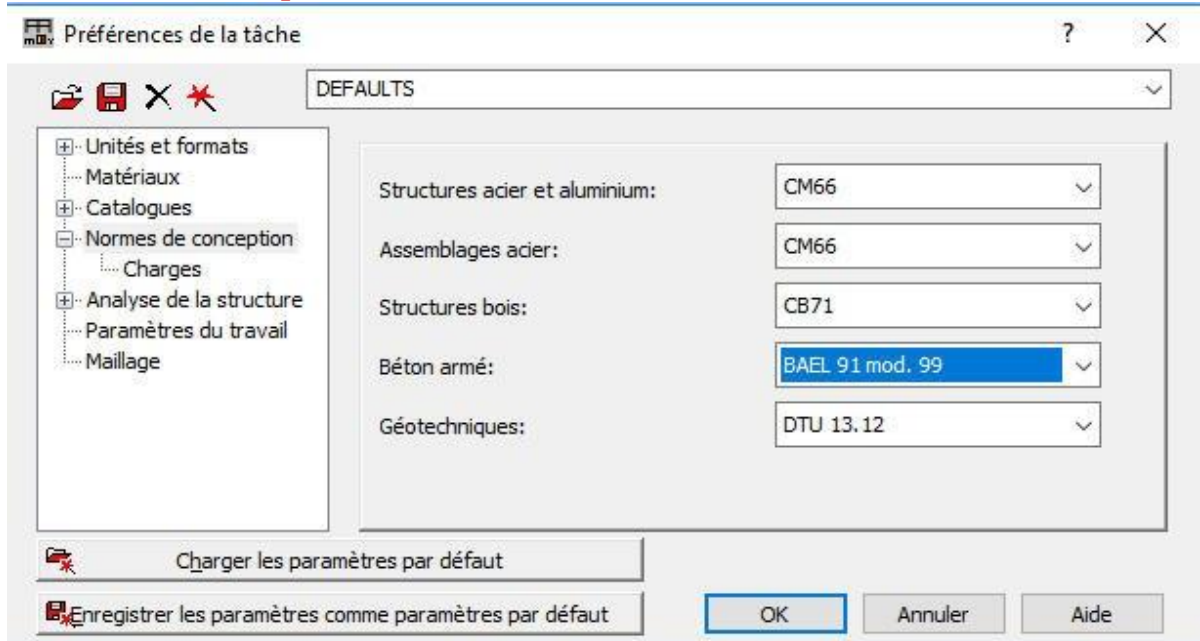 Préférences de la tâche
?
DEFAULTS
Unités et formats
Matériaux
Catalogues
Normes de conception
Charges
Analyse de la structure
Paramètres du travail
Maillage
Structures acier et aluminium:
CM66
Assemblages acier:
CM66
Structures bois:
CB71
Béton armé:
BAEL 91 mod. 99
Géotechniques:
DTU 13.12
Charger les paramètres par défaut
Enregistrer les paramètres comme paramètres par défaut
OK
Annuler
Aide